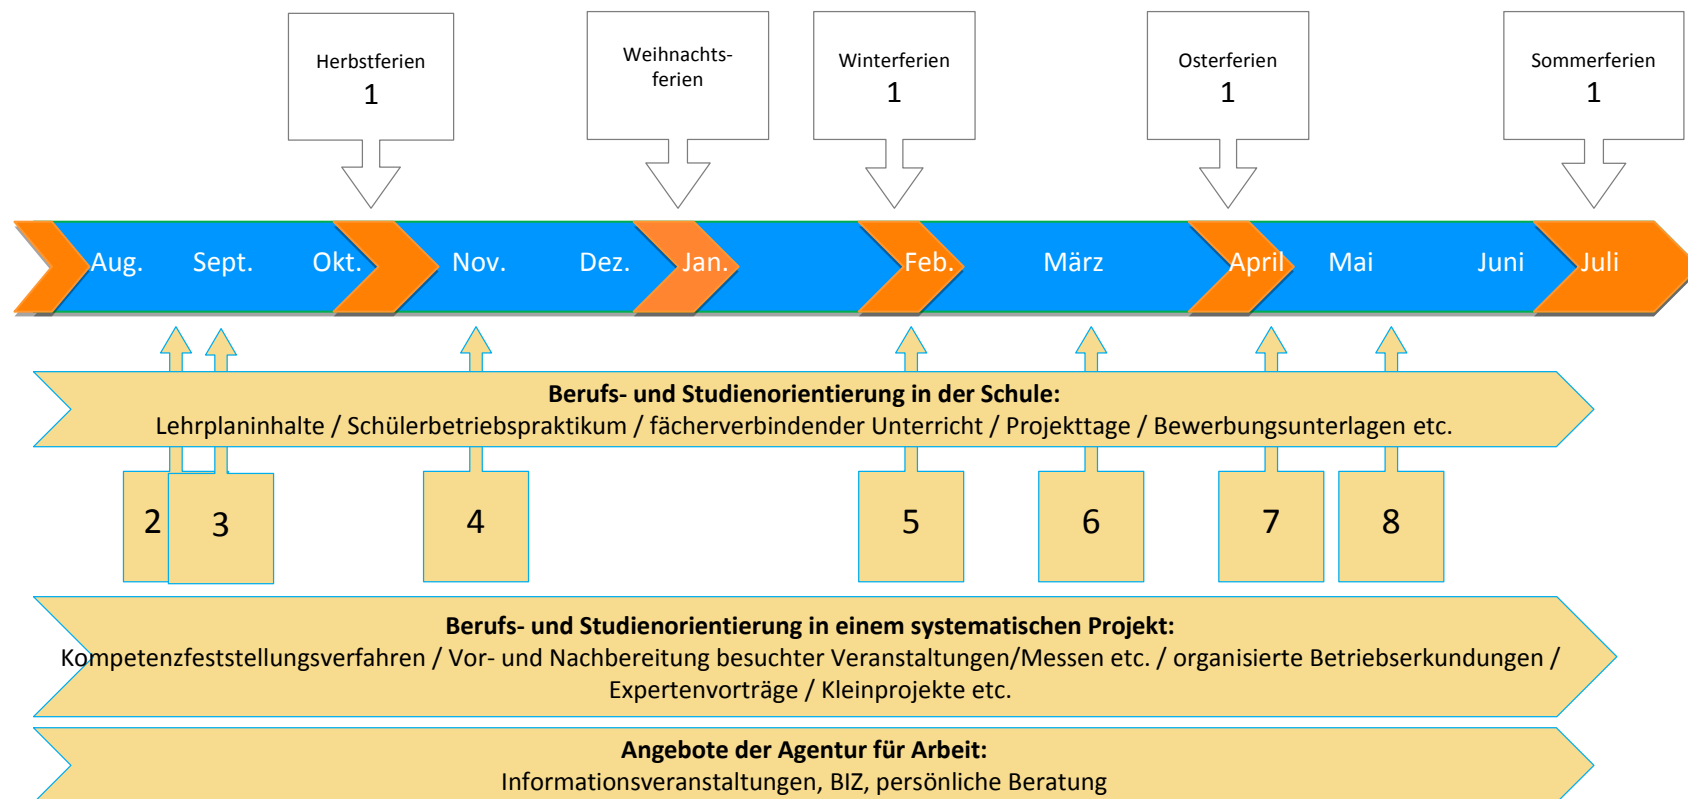 Herbstferien
1
Weihnachts-
ferien
Winterferien
1
Osterferien
1
Sommerferien
1
Aug. Sept. Okt. Nov. Dez. Jan. Feb. März April Mai Juni Juli
Berufs- und Studienorientierung in der Schule:
Lehrplaninhalte / Schülerbetriebspraktikum / fächerverbindender Unterricht / Projekttage / Bewerbungsunterlagen etc.
2 3 4 5 6 7 8
Berufs- und Studienorientierung in einem systematischen Projekt:
Kompetenzfeststellungsverfahren / Vor- und Nachbereitung besuchter Veranstaltungen/Messen etc. / organisierte Betriebserkundungen /
Expertenvorträge / Kleinprojekte etc.
Angebote der Agentur für Arbeit:
Informationsveranstaltungen, BIZ, persönliche Beratung